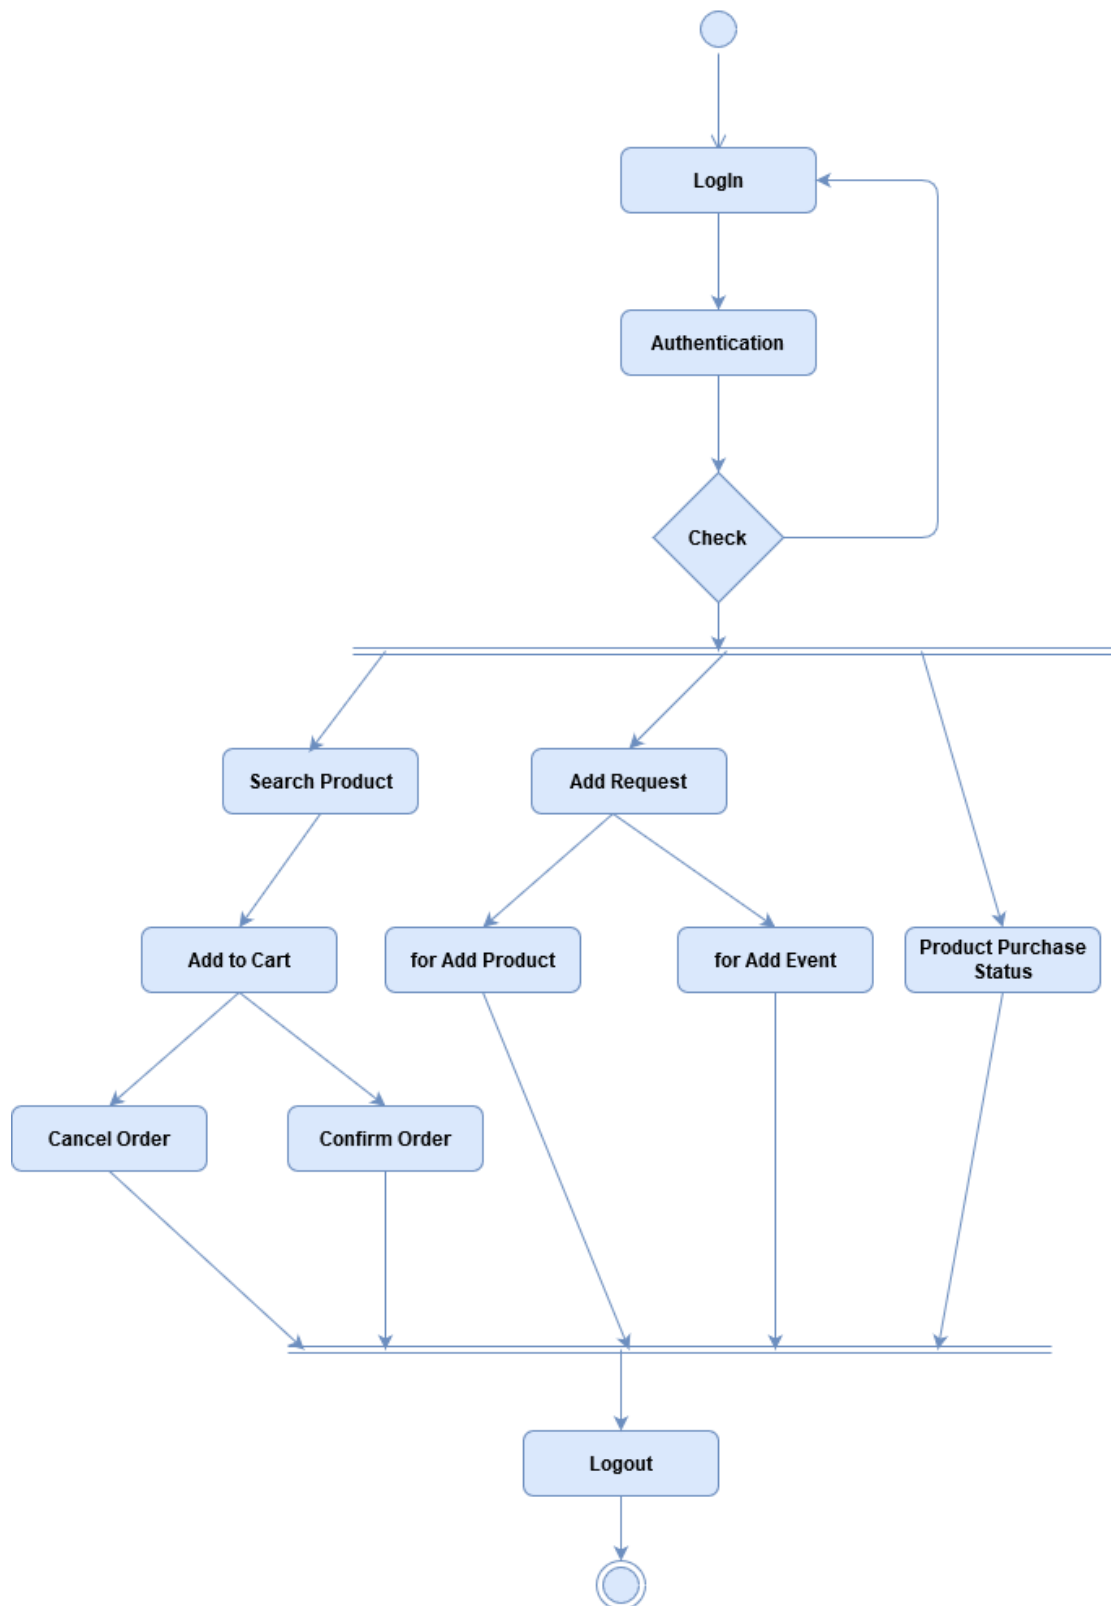 LogIn
Authentication
Check
Search Product
Add Request
Add to Cart
for Add Product
for Add Event
Product Purchase
Status
Cancel Order
Confirm Order
Logout